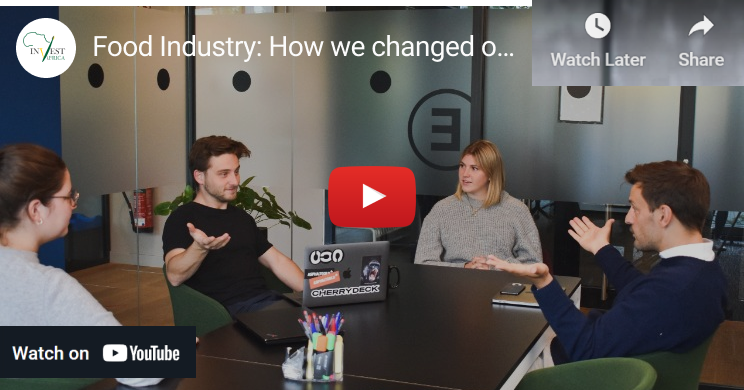 INVEST
AFRICA
Food Industry: How we changed o...
Watch Later
Share
E
CHERRYDECK
Watch on YouTube